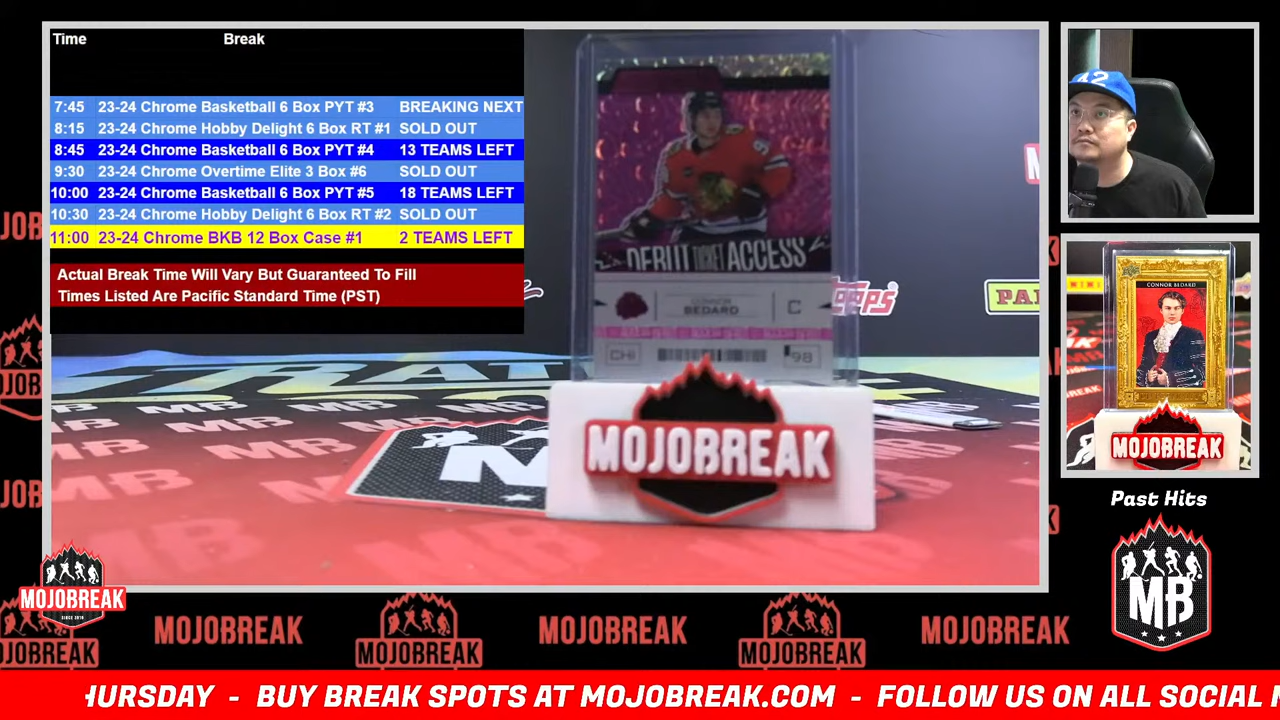 Time Break
7:45 23-24 Chrome Basketball 6 Box PYT #3 BREAKING NEXT
8:15 23-24 Chrome Hobby Delight 6 Box RT #1 SOLD OUT
8:45 23-24 Chrome Basketball 6 Box PYT #4 13 TEAMS LEFT
9:30 23-24 Chrome Overtime Elite 3 Box #6 SOLD OUT
10:00 23-24 Chrome Basketball 6 Box PYT #5 18 TEAMS LEFT
10:30 23-24 Chrome Hobby Delight 6 Box RT #2 SOLD OUT
11:00 23-24 Chrome BKB 12 Box Case #1 2 TEAMS LEFT
Actual Break Time Will Vary But Guaranteed To Fill
Times Listed Are Pacific Standard Time (PST)
DEBUT TICKET ACCESS
CONNOR
BEDARD
C
CHI
98
MOJOBREAK
CONNOR BEDARD
MOJOBREAK
Past Hits
MB
MOJOBREAK
MOJOBREAK
MOJOBREAK
MOJOBREAK
MOJOBREAK
MOJOBREAK
MOJOBREAK
HURSDAY - BUY BREAK SPOTS AT MOJOBREAK.COM - FOLLOW US ON ALL SOCIAL